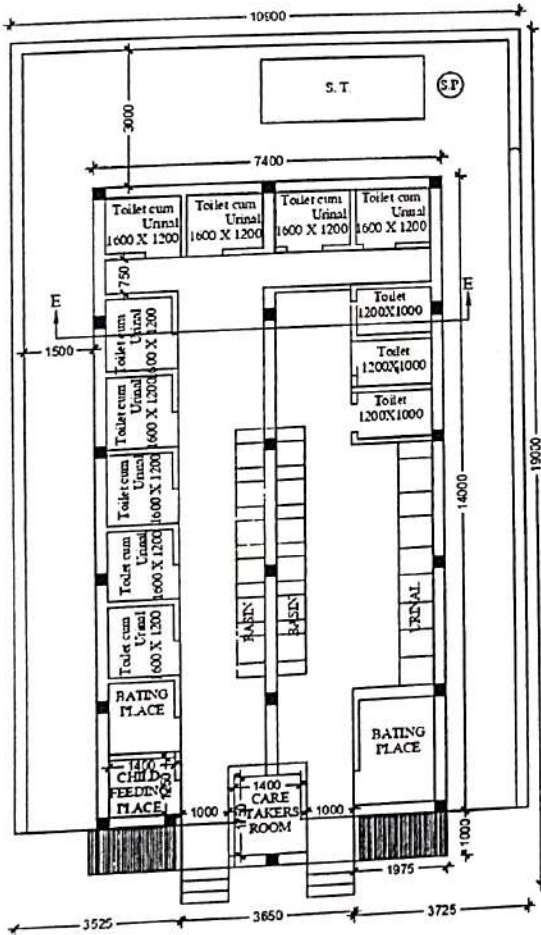 10900
S. T.
S.P
3000
7400
Toilet cum
Urinal
1600 X 1200
Toilet cum
Urinal
1600 X 1200
Toilet cum
Urinal
1600 X 1200
Toilet cum
Urinal
1600 X 1200
750
E
E
1500
Toilet
1200X1000
Toilet
1200X1000
Toilet
1200X1000
Toilet cum
Urinal
1600 X 1200
Toilet cum
Urinal
1600 X 1200
Toilet cum
Urinal
1600 X 1200
Toilet cum
Urinal
1600 X 1200
Toilet cum
Urinal
1600 X 1200
19000
14000
BASIN
BASIN
URINAL
BATING
PLACE
BATING
PLACE
1400
CHILD
FEEDING
PLACE
1000
1400
CARE
TAKERS
ROOM
1000
1000
1975
3525
3650
3725